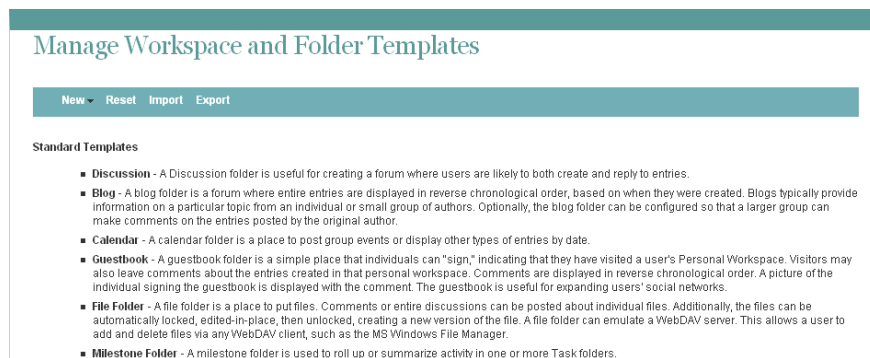 Manage Workspace and Folder Templates
New Reset Import Export
Standard Templates
Discussion - A Discussion folder is useful for creating a forum where users are likely to both create and reply to entries.
Blog - A blog folder is a forum where entire entries are displayed in reverse chronological order, based on when they were created. Blogs typically provide
information on a particular topic from an individual or small group of authors. Optionally, the blog folder can be configured so that a larger group can
make comments on the entries posted by the original author.
Calendar - A calendar folder is a place to post group events or display other types of entries by date.
Guestbook - A guestbook folder is a simple place that individuals can "sign," indicating that they have visited a user's Personal Workspace. Visitors may
also leave comments about the entries created in that personal workspace. Comments are displayed in reverse chronological order. A picture of the
individual signing the guestbook is displayed with the comment. The guestbook is useful for expanding users' social networks.
File Folder - A file folder is a place to put files. Comments or entire discussions can be posted about individual files. Additionally, the files can be
automatically locked, edited-in-place, then unlocked, creating a new version of the file. A file folder can emulate a WebDAV server. This allows a user to
add and delete files via any WebDAV client, such as the MS Windows File Manager.
Milestone Folder - A milestone folder is used to roll up or summarize activity in one or more Task folders.